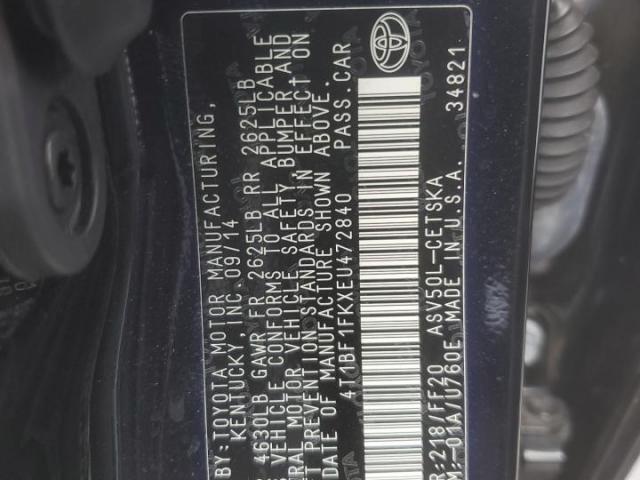 BY: TOYOTA MOTOR MANUFACTURING,
KENTUCKY, INC. 09/14
4630LB GAWR FR 2625LB RR 2625LB
VEHICLE CONFORMS TO ALL APPLICABLE
MOTOR VEHICLE SAFETY, BUMPER, AND
PREVENTION STANDARDS IN EFFECT ON
DATE OF MANUFACTURE SHOWN ABOVE.
4T1BF1FKXEU472840 PASS.CAR
R:218/FF20 ASV50L-CETSKA
M:-01A/U760E MADE IN U.S.A. 34821
TOYOTA